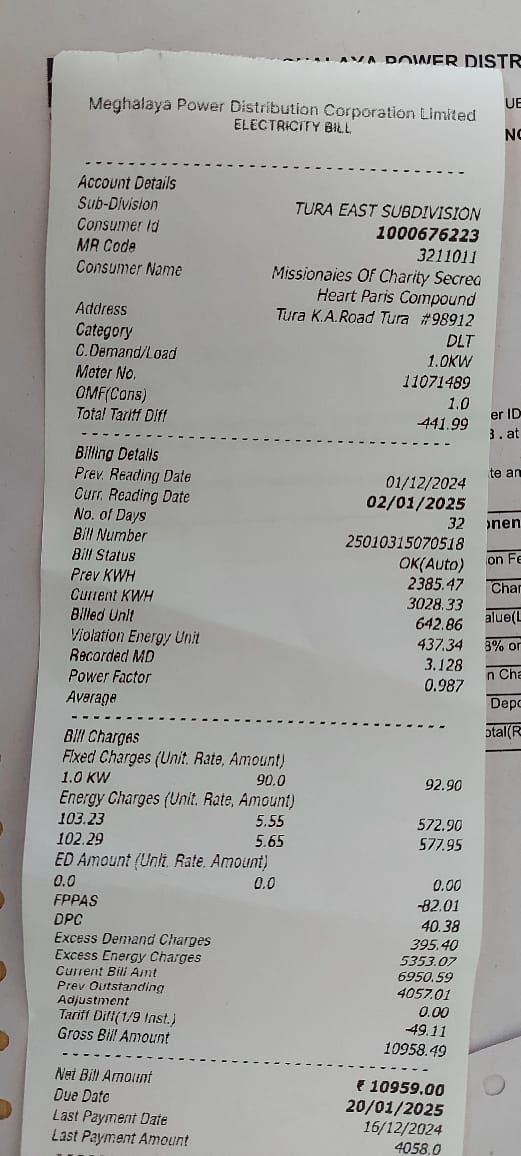 POWER DISTR
Meghalaya Power Distribution Corporation Limited
ELECTRICITY BILL
Account Details
Sub-Division TURA EAST SUBDIVISION
Consumer Id 1000676223
MR Code 3211011
Consumer Name Missionaies Of Charity Secred
Heart Paris Compound
Address Tura K.A.Road Tura #98912
Category DLT
C.Demand/Load 1.0KW
Meter No. 11071489
OMF(Cons) 1.0
Total Tariff Diff -441.99
Billing Details
Prev. Reading Date 01/12/2024
Curr. Reading Date 02/01/2025
No. of Days 32
Bill Number 25010315070518
Bill Status OK(Auto)
Prev KWH 2385.47
Current KWH 3028.33
Billed Unit 642.86
Violation Energy Unit 437.34
Recorded MD 3.128
Power Factor 0.987
Average
Bill Charges
Fixed Charges (Unit, Rate, Amount)
1.0 KW 90.0 92.90
Energy Charges (Unit, Rate, Amount)
103.23 5.55 572.90
102.29 5.65 577.95
ED Amount (Unit, Rate, Amount)
0.0 0.0 0.00
FPPAS -82.01
DPC 40.38
Excess Demand Charges 395.40
Excess Energy Charges 5353.07
Current Bill Amt 6950.59
Prev Outstanding 4057.01
Adjustment 0.00
Tariff Diff(1/9 Inst.) -49.11
Gross Bill Amount 10958.49
Net Bill Amount ₹ 10959.00
Due Date 20/01/2025
Last Payment Date 16/12/2024
Last Payment Amount 4058.0